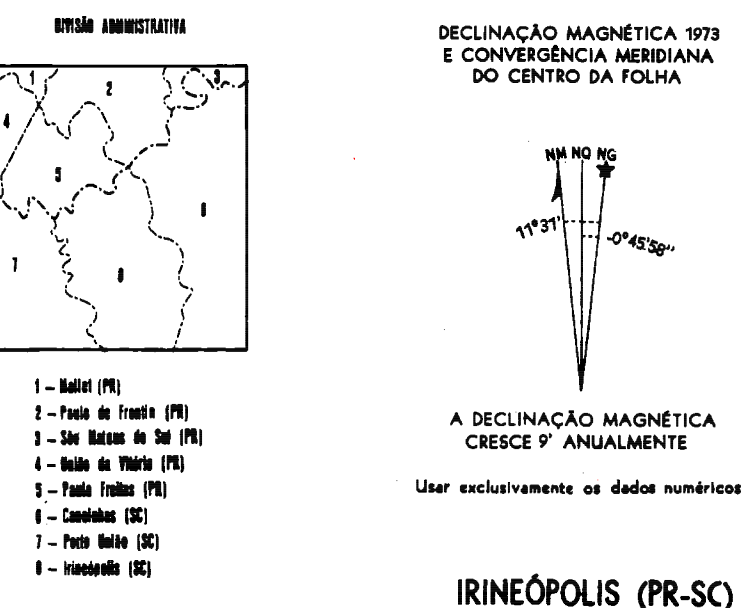 DIVISÃO ADMINISTRATIVA
1
2
3
4
5
6
7
8
1 – Mallet (PR)
2 – Paulo de Frontin (PR)
3 – São Mateus do Sul (PR)
4 – União da Vitória (PR)
5 – Paula Freitas (PR)
6 – Canoinhas (SC)
7 – Porto União (SC)
8 – Irineópolis (SC)
DECLINAÇÃO MAGNÉTICA 1973
E CONVERGÊNCIA MERIDIANA
DO CENTRO DA FOLHA
NM NQ NG
11°31'
-0°45'58"
A DECLINAÇÃO MAGNÉTICA
CRESCE 9' ANUALMENTE
Usar exclusivamente os dados numéricos
IRINEÓPOLIS (PR-SC)